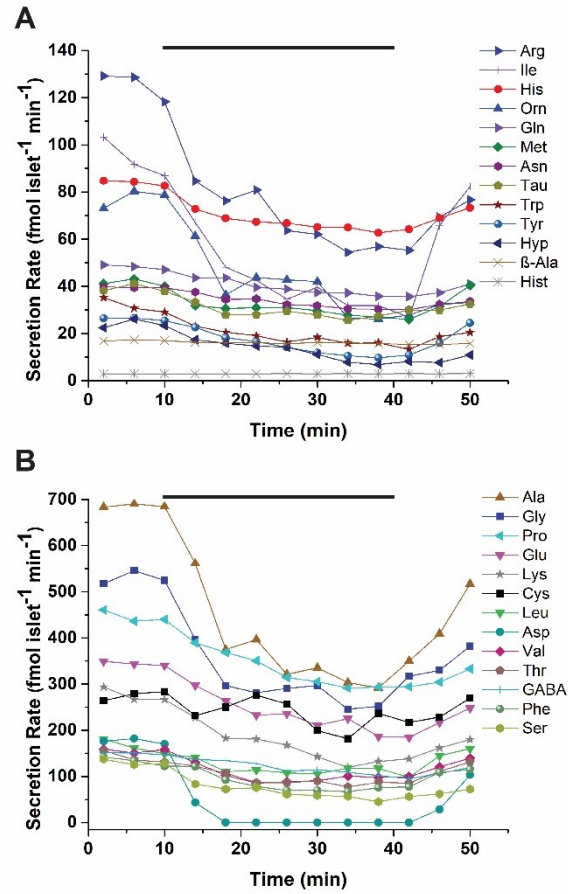 A
Secretion Rate (fmol islet⁻¹ min⁻¹)
140
120
100
80
60
40
20
0
0 10 20 30 40 50
Time (min)
Arg
Ile
His
Orn
Gln
Met
Asn
Tau
Trp
Tyr
Hyp
ß-Ala
Hist
B
Secretion Rate (fmol islet⁻¹ min⁻¹)
700
600
500
400
300
200
100
0
0 10 20 30 40 50
Time (min)
Ala
Gly
Pro
Glu
Lys
Cys
Leu
Asp
Val
Thr
GABA
Phe
Ser